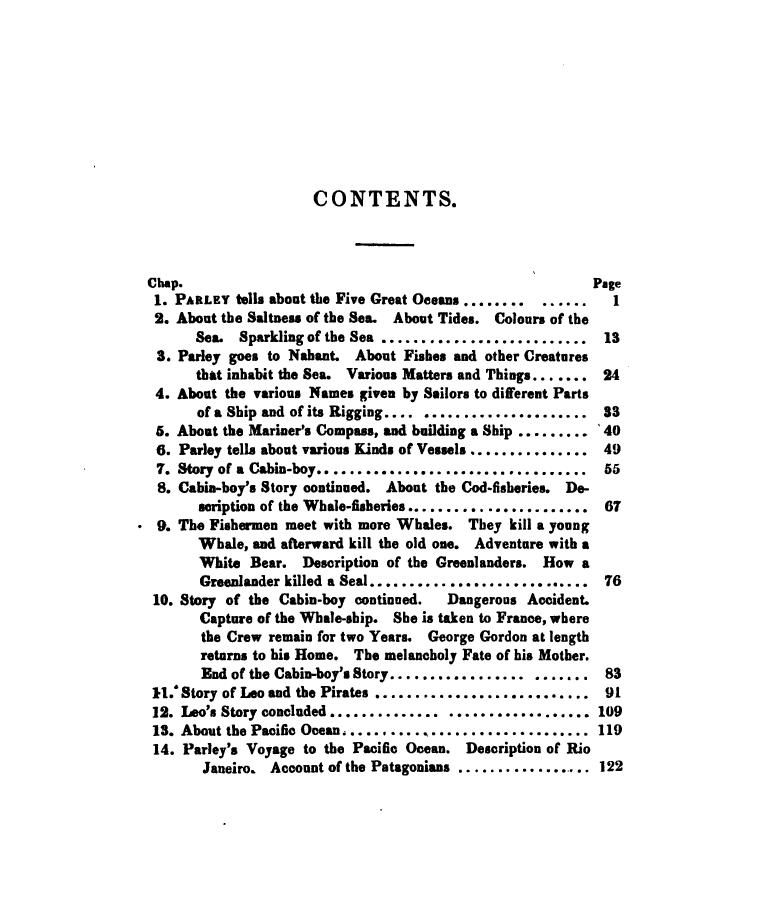 CONTENTS.
Chap. Page
1. PARLEY tells about the Five Great Oceans ........ ...... 1
2. About the Saltness of the Sea. About Tides. Colours of the
Sea. Sparkling of the Sea .......................... 13
3. Parley goes to Nahant. About Fishes and other Creatures
that inhabit the Sea. Various Matters and Things....... 24
4. About the various Names given by Sailors to different Parts
of a Ship and of its Rigging.... ..................... 33
5. About the Mariner's Compass, and building a Ship ......... 40
6. Parley tells about various Kinds of Vessels ............... 49
7. Story of a Cabin-boy.................................. 55
8. Cabin-boy's Story continued. About the Cod-fisheries. De-
scription of the Whale-fisheries....................... 67
9. The Fishermen meet with more Whales. They kill a young
Whale, and afterward kill the old one. Adventure with a
White Bear. Description of the Greenlanders. How a
Greenlander killed a Seal............................ 76
10. Story of the Cabin-boy continued. Dangerous Accident.
Capture of the Whale-ship. She is taken to France, where
the Crew remain for two Years. George Gordon at length
returns to his Home. The melancholy Fate of his Mother.
End of the Cabin-boy's Story................. ....... 83
11. Story of Leo and the Pirates ........................... 91
12. Leo's Story concluded .............. .................. 109
13. About the Pacific Ocean............................... 119
14. Parley's Voyage to the Pacific Ocean. Description of Rio
Janeiro. Account of the Patagonians ................. 122